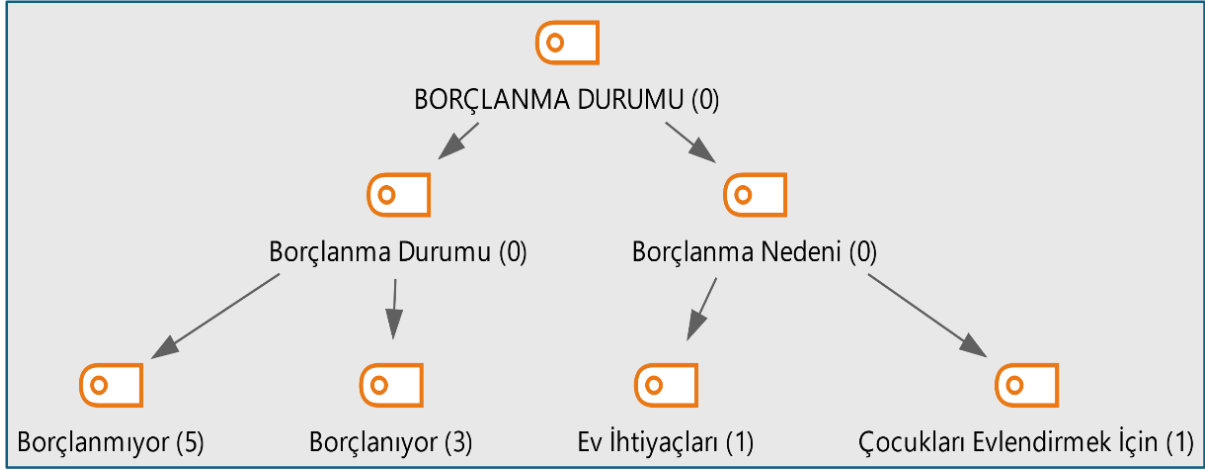 BORÇLANMA DURUMU (0)
Borçlanma Durumu (0)
Borçlanma Nedeni (0)
Borçlanmıyor (5)
Borçlanıyor (3)
Ev İhtiyaçları (1)
Çocukları Evlendirmek İçin (1)